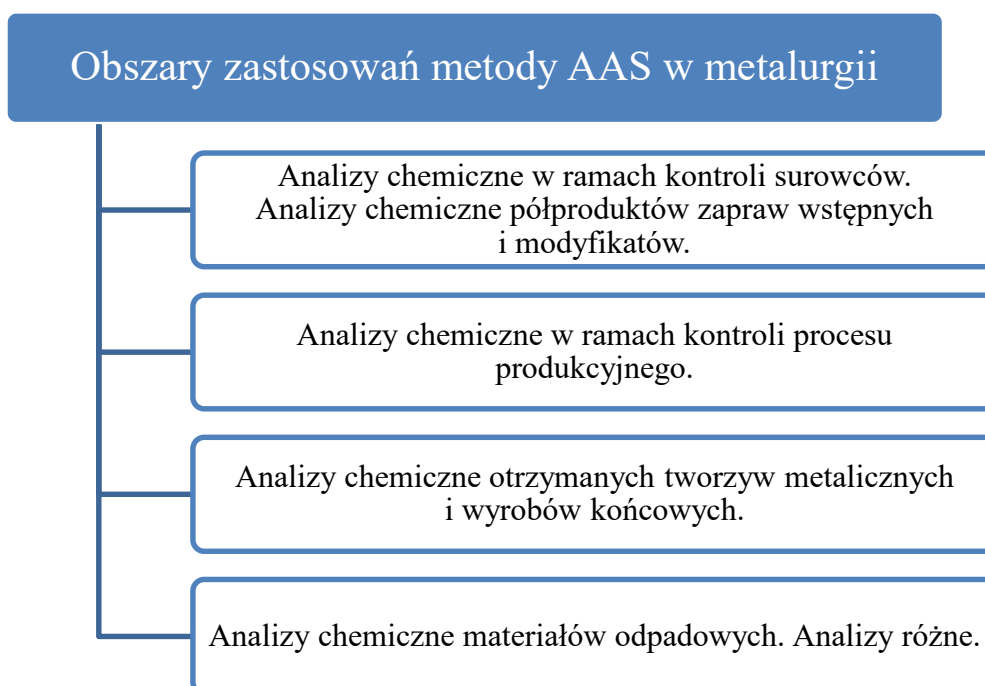 Obszary zastosowań metody AAS w metalurgii
Analizy chemiczne w ramach kontroli surowców.
Analizy chemiczne półproduktów zapraw wstępnych
i modyfikatów.
Analizy chemiczne w ramach kontroli procesu
produkcyjnego.
Analizy chemiczne otrzymanych tworzyw metalicznych
i wyrobów końcowych.
Analizy chemiczne materiałów odpadowych. Analizy różne.